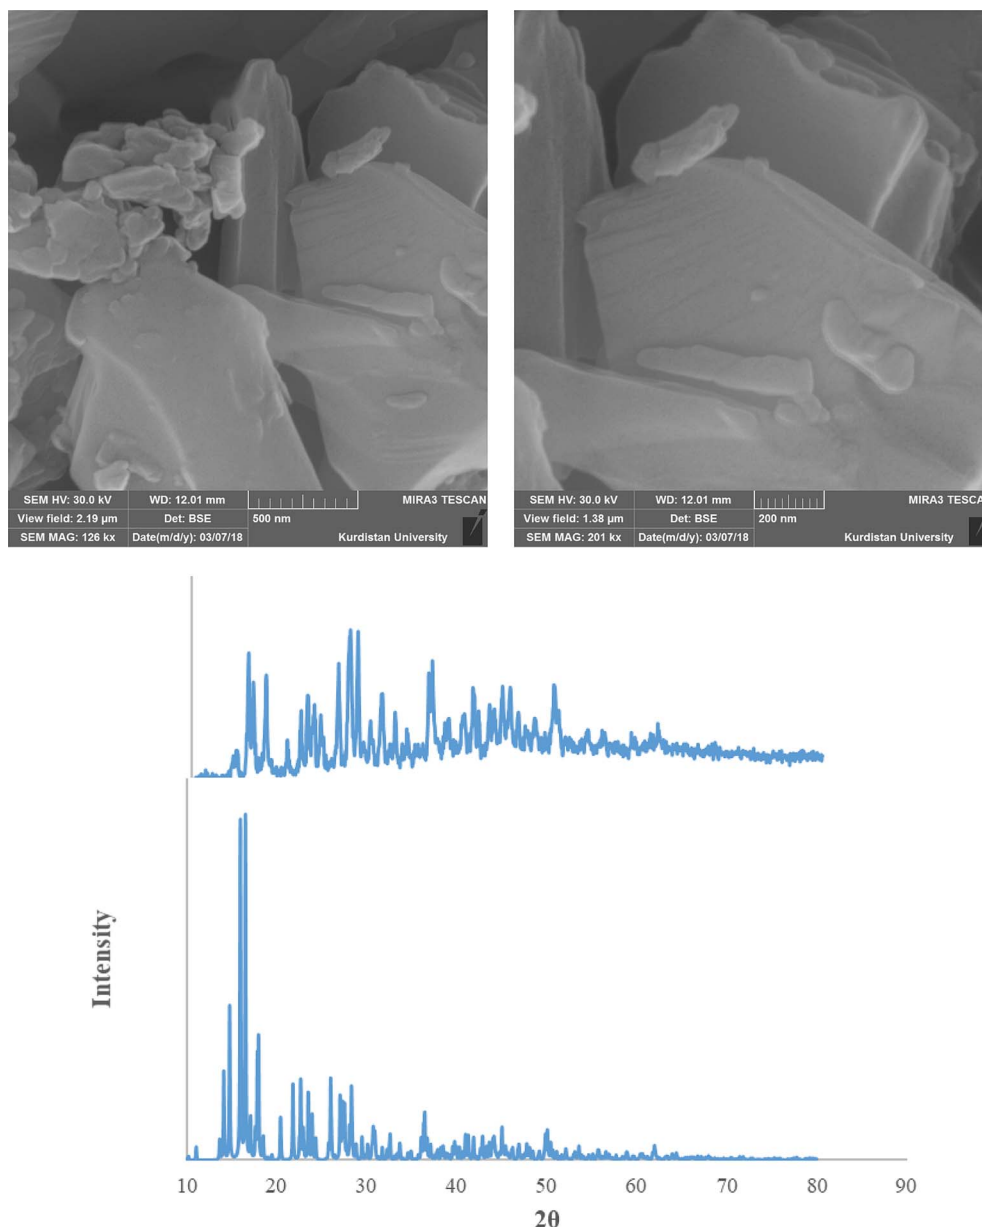 SEM HV: 30.0 kV WD: 12.01 mm MIRA3 TESCAN
View field: 2.19 µm Det: BSE 500 nm
SEM MAG: 126 kx Date(m/d/y): 03/07/18 Kurdistan University
SEM HV: 30.0 kV WD: 12.01 mm MIRA3 TESCA
View field: 1.38 µm Det: BSE 200 nm
SEM MAG: 201 kx Date(m/d/y): 03/07/18 Kurdistan University
Intensity
10 20 30 40 50 60 70 80 90
2θ